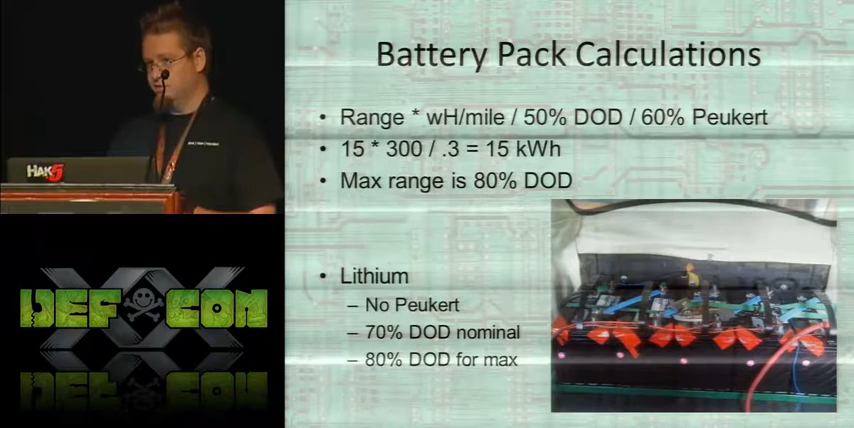 Battery Pack Calculations
• Range * wH/mile / 50% DOD / 60% Peukert
• 15 * 300 / .3 = 15 kWh
• Max range is 80% DOD
• Lithium
– No Peukert
– 70% DOD nominal
– 80% DOD for max
HAK5
DEF CON
XX